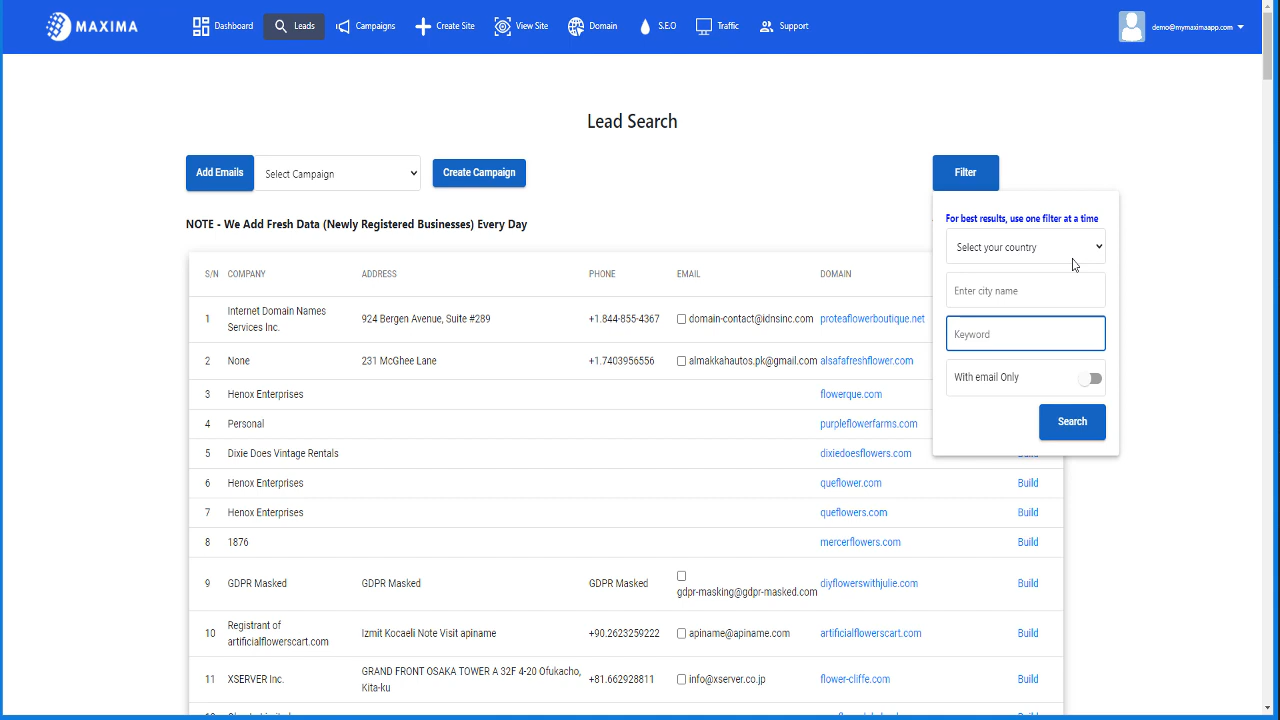 MAXIMA
Dashboard
Leads
Campaigns
Create Site
View Site
Domain
S.E.O
Traffic
Support
demo@mymaximaapp.com
Lead Search
Add Emails
Select Campaign
Create Campaign
Filter
NOTE - We Add Fresh Data (Newly Registered Businesses) Every Day
For best results, use one filter at a time
Select your country
Enter city name
Keyword
With email Only
Search
S/N COMPANY ADDRESS PHONE EMAIL DOMAIN
1 Internet Domain Names Services Inc. 924 Bergen Avenue, Suite #289 +1.844-855-4367 domain-contact@idnsinc.com proteaflowerboutique.net
2 None 231 McGhee Lane +1.7403956556 almakkahautos.pk@gmail.com alsafafreshflower.com
3 Henox Enterprises flowerque.com
4 Personal purpleflowerfarms.com
5 Dixie Does Vintage Rentals dixiedoesflowers.com
6 Henox Enterprises queflower.com Build
7 Henox Enterprises queflowers.com Build
8 1876 mercerflowers.com Build
9 GDPR Masked GDPR Masked GDPR Masked gdpr-masking@gdpr-masked.com diyflowerswithjulie.com Build
10 Registrant of artificialflowerscart.com Izmit Kocaeli Note Visit apiname +90.2623259222 apiname@apiname.com artificialflowerscart.com Build
11 XSERVER Inc. GRAND FRONT OSAKA TOWER A 32F 4-20 Ofukacho, Kita-ku +81.662928811 info@xserver.co.jp flower-cliffe.com Build